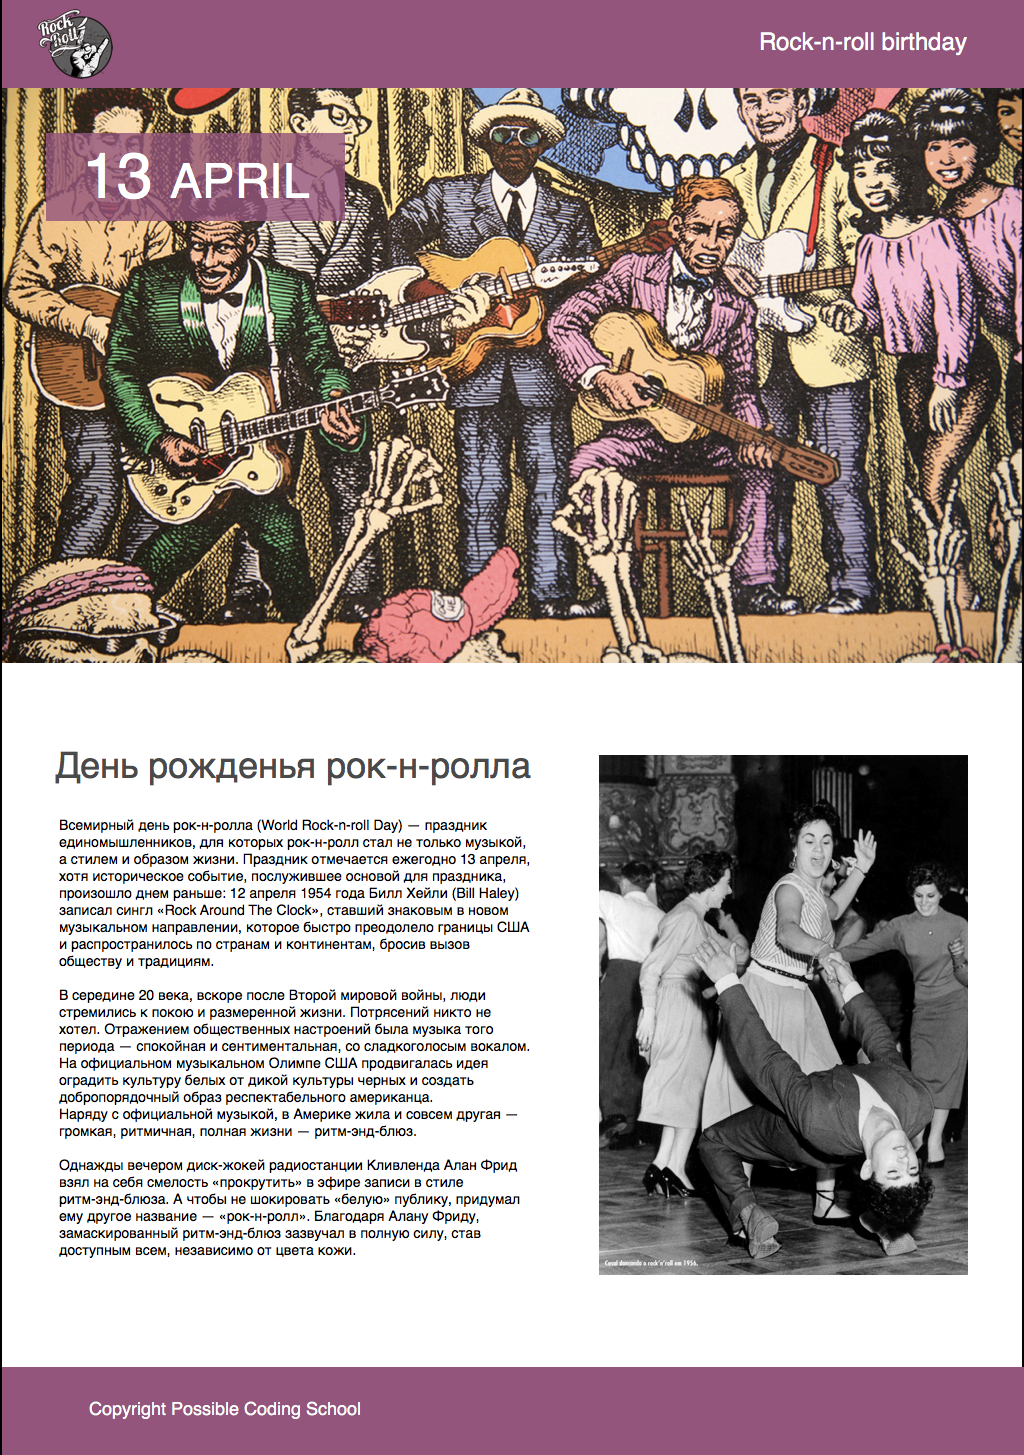 Rock
Roll
Rock-n-roll birthday
13 APRIL
День рожденья рок-н-ролла
Всемирный день рок-н-ролла (World Rock-n-roll Day) — праздник
единомышленников, для которых рок-н-ролл стал не только музыкой,
а стилем и образом жизни. Праздник отмечается ежегодно 13 апреля,
хотя историческое событие, послужившее основой для праздника,
произошло днем раньше: 12 апреля 1954 года Билл Хейли (Bill Haley)
записал сингл «Rock Around The Clock», ставший знаковым в новом
музыкальном направлении, которое быстро преодолело границы США
и распространилось по странам и континентам, бросив вызов
обществу и традициям.
В середине 20 века, вскоре после Второй мировой войны, люди
стремились к покою и размеренной жизни. Потрясений никто не
хотел. Отражением общественных настроений была музыка того
периода — спокойная и сентиментальная, со сладкоголосым вокалом.
На официальном музыкальном Олимпе США продвигалась идея
оградить культуру белых от дикой культуры черных и создать
добропорядочный образ респектабельного американца.
Наряду с официальной музыкой, в Америке жила и совсем другая —
громкая, ритмичная, полная жизни — ритм-энд-блюз.
Однажды вечером диск-жокей радиостанции Кливленда Алан Фрид
взял на себя смелость «прокрутить» в эфире записи в стиле
ритм-энд-блюза. А чтобы не шокировать «белую» публику, придумал
ему другое название — «рок-н-ролл». Благодаря Алану Фриду,
замаскированный ритм-энд-блюз зазвучал в полную силу, став
доступным всем, независимо от цвета кожи.
Casal dançando o rock'n'roll em 1956.
Copyright Possible Coding School